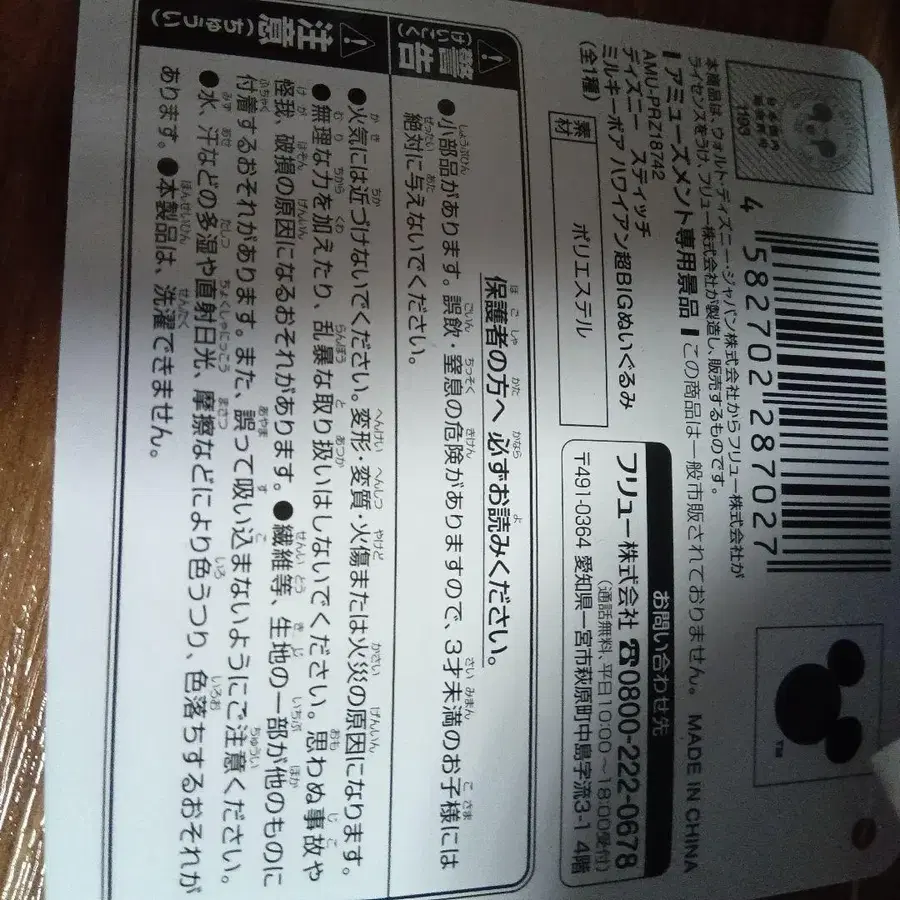 4 582702 287027
TM
本商品は、ウォルト・ディズニー・ジャパン株式会社からフリュー株式会社が
ライセンスをうけ、フリュー株式会社が製造し、販売するものです。
アミューズメント専用景品 この商品は一般市販されておりません。 MADE IN CHINA
AMU-PRZ18742
ディズニー スティッチ
ミルキーポア ハワイアン超BIGぬいぐるみ
(全1種)
素材 ポリエステル
お問い合わせ先
フリュー株式会社 ☎0800-222-0678
(通話無料、平日10:00〜18:00受付)
〒491-0364 愛知県一宮市萩原町中島字流3-1 4階
保護者の方へ 必ずお読みください。
警告(けいこく)
●小部品があります。誤飲・窒息の危険がありますので、3才未満のお子様には
絶対に与えないでください。
注意(ちゅうい)
●火気には近づけないでください。変形・変質・火傷または火災の原因になります。
●無理な力を加えたり、乱暴な取り扱いはしないでください。思わぬ事故や
怪我、破損の原因になるおそれがあります。●繊維等、生地の一部が他のものに
付着するおそれがあります。また、誤って吸い込まないようにご注意ください。
●水、汗などの多湿や直射日光、摩擦などにより色うつり、色落ちするおそれが
あります。●本製品は、洗濯できません。